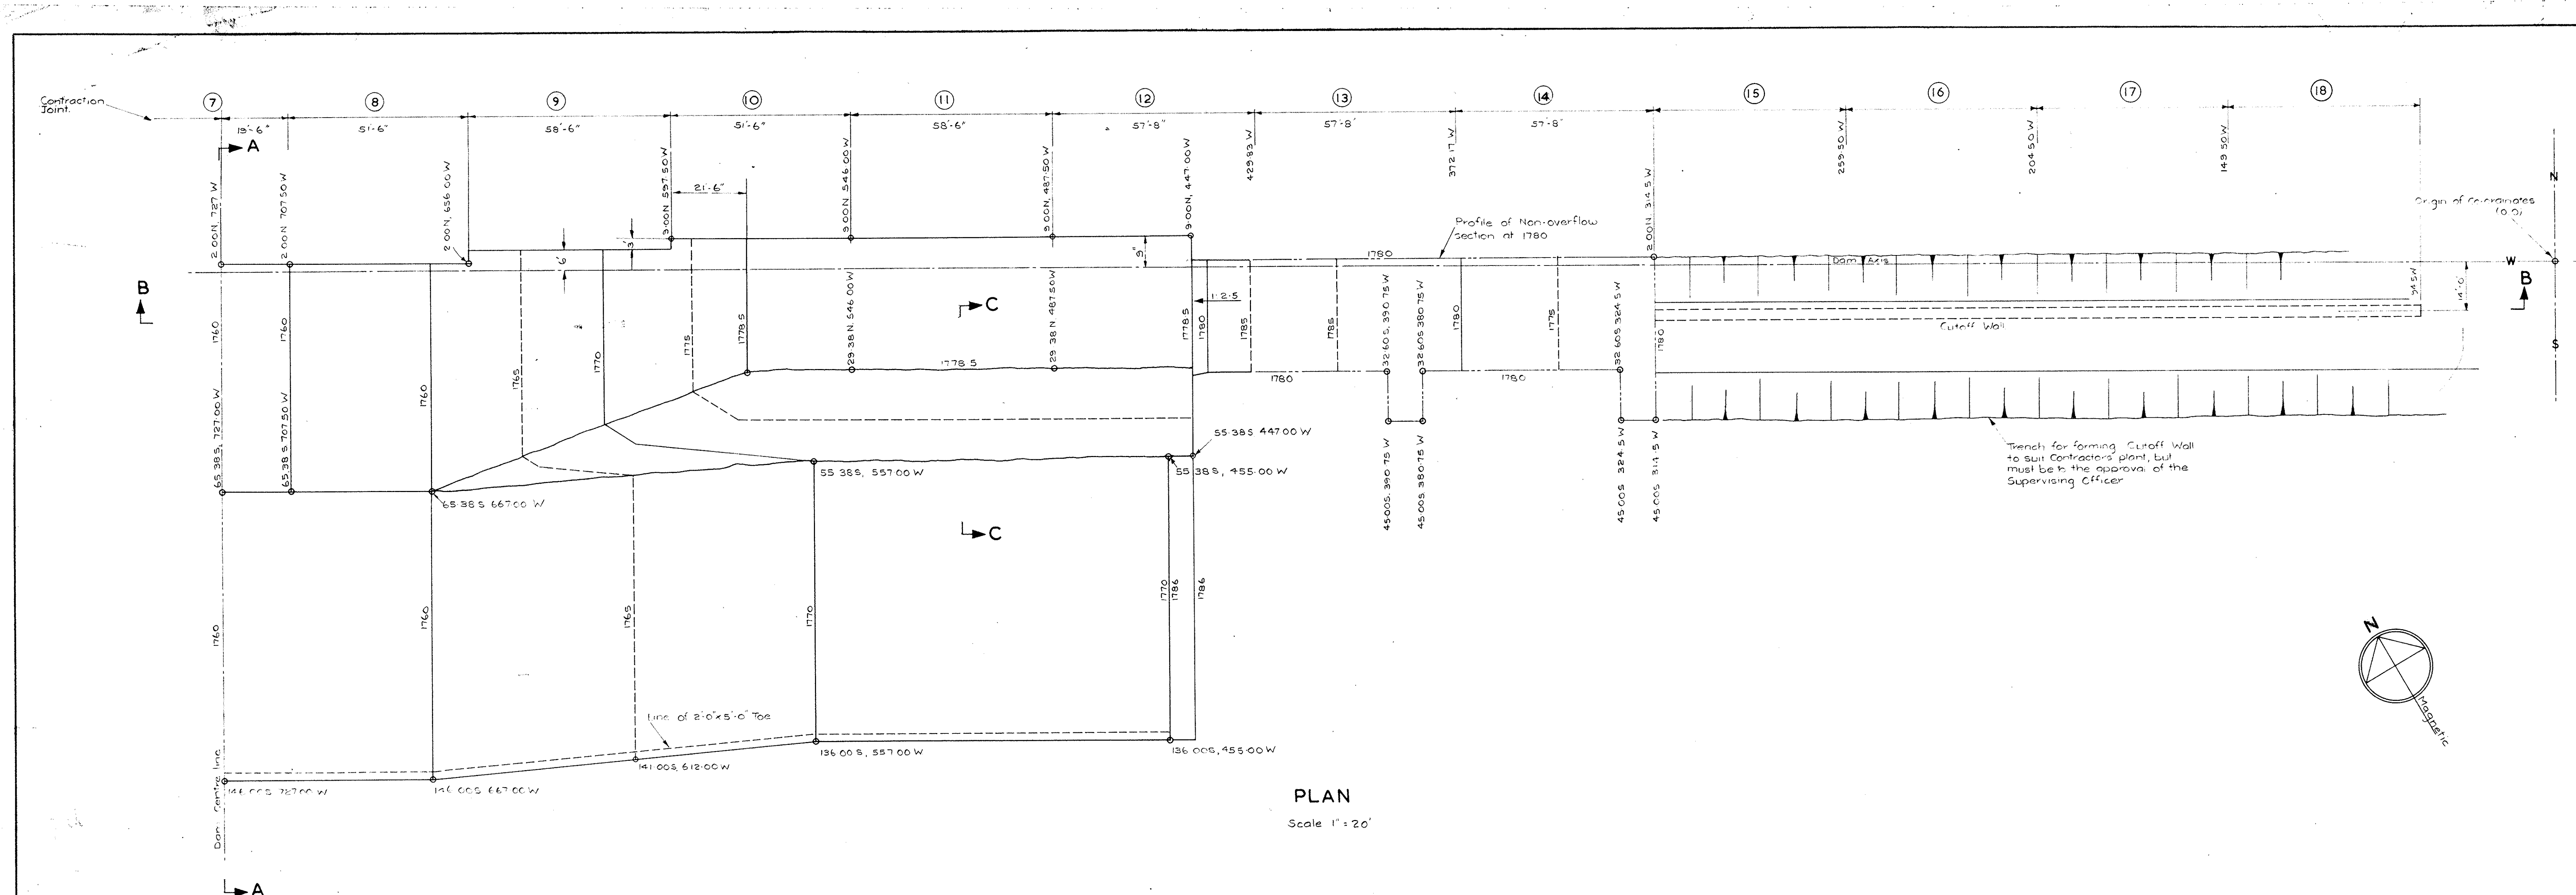 Contraction
Joint.
7
8
9
10
11
12
13
14
15
16
17
18
19'-6"
51'-6"
58'-6"
51'-6"
58'-6"
57'-8"
57'-8"
57'-8"
A
2.00N, 727 W
2.00N 707.50 W
2.00N, 656.00 W
9.00N 597.50 W
21'-6"
9.00N 546.00 W
9.00N, 487.50 W
9.00N, 447.00 W
429.83 W
372.17 W
2.00N 314.5 W
259.50 W
204.50 W
149.50 W
94.5W
N
Origin of Co-ordinates
(0,0)
W
S
Profile of Non-overflow
section at 1780
3'
6'
9"
1780
Dam Axis
14'-0"
B
B
C
1:2.5
Cutoff Wall
1760
1760
1760
1765
1770
1775
1778.5
29.38 N. 546.00 W
29.38 N. 487.50 W
1778.5
1778.5
1780
1785
1785
32.60S, 390.75 W
32.60S 380.75 W
1780
1775
32.60S 324.5 W
1780
1780
1780
65.38 S, 727.00 W
65.38 S 707.50 W
65.38 S 667.00 W
55.38S, 557.00 W
55.38S 447.00 W
55.38S, 455.00 W
45.00S, 390.75 W
45.00S 380.75 W
45.00S 324.5 W
45.00S 314.5 W
Trench for forming Cutoff Wall
to suit Contractors' plant, but
must be to the approval of the
Supervising Officer
C
1760
1760
1765
1770
1770
1786
1786
N
Magnetic
Line of 2'-0"x5'-0" Toe
136.00 S, 557.00 W
136.00S, 455.00 W
141.00S, 612.00 W
146.00S 727.00 W
146.00S 667.00 W
Dam Centre line
A
PLAN
Scale 1" = 20'